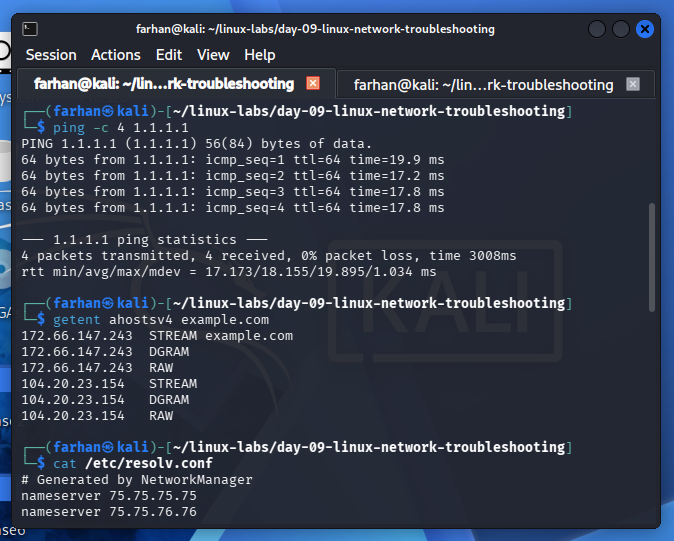 farhan@kali: ~/linux-labs/day-09-linux-network-troubleshooting
Session Actions Edit View Help
farhan@kali: ~/lin...rk-troubleshooting farhan@kali: ~/lin...rk-troubleshooting
┌──(farhan㉿kali)-[~/linux-labs/day-09-linux-network-troubleshooting]
└─$ ping -c 4 1.1.1.1
PING 1.1.1.1 (1.1.1.1) 56(84) bytes of data.
64 bytes from 1.1.1.1: icmp_seq=1 ttl=64 time=19.9 ms
64 bytes from 1.1.1.1: icmp_seq=2 ttl=64 time=17.2 ms
64 bytes from 1.1.1.1: icmp_seq=3 ttl=64 time=17.8 ms
64 bytes from 1.1.1.1: icmp_seq=4 ttl=64 time=17.8 ms
--- 1.1.1.1 ping statistics ---
4 packets transmitted, 4 received, 0% packet loss, time 3008ms
rtt min/avg/max/mdev = 17.173/18.155/19.895/1.034 ms
┌──(farhan㉿kali)-[~/linux-labs/day-09-linux-network-troubleshooting]
└─$ getent ahostsv4 example.com
172.66.147.243  STREAM example.com
172.66.147.243  DGRAM
172.66.147.243  RAW
104.20.23.154   STREAM
104.20.23.154   DGRAM
104.20.23.154   RAW
KALI
┌──(farhan㉿kali)-[~/linux-labs/day-09-linux-network-troubleshooting]
└─$ cat /etc/resolv.conf
# Generated by NetworkManager
nameserver 75.75.75.75
nameserver 75.75.76.76